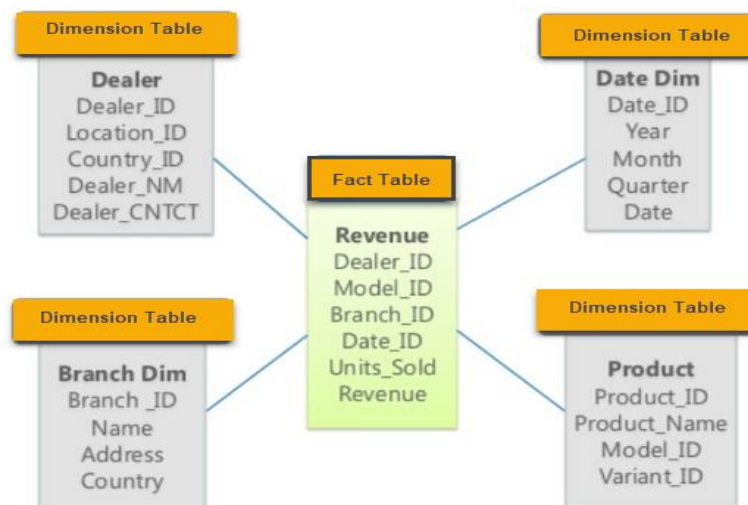 Dimension Table
Dealer
Dealer_ID
Location_ID
Country_ID
Dealer_NM
Dealer_CNTCT
Dimension Table
Date Dim
Date_ID
Year
Month
Quarter
Date
Fact Table
Revenue
Dealer_ID
Model_ID
Branch_ID
Date_ID
Units_Sold
Revenue
Dimension Table
Branch Dim
Branch _ID
Name
Address
Country
Dimension Table
Product
Product_ID
Product_Name
Model_ID
Variant_ID